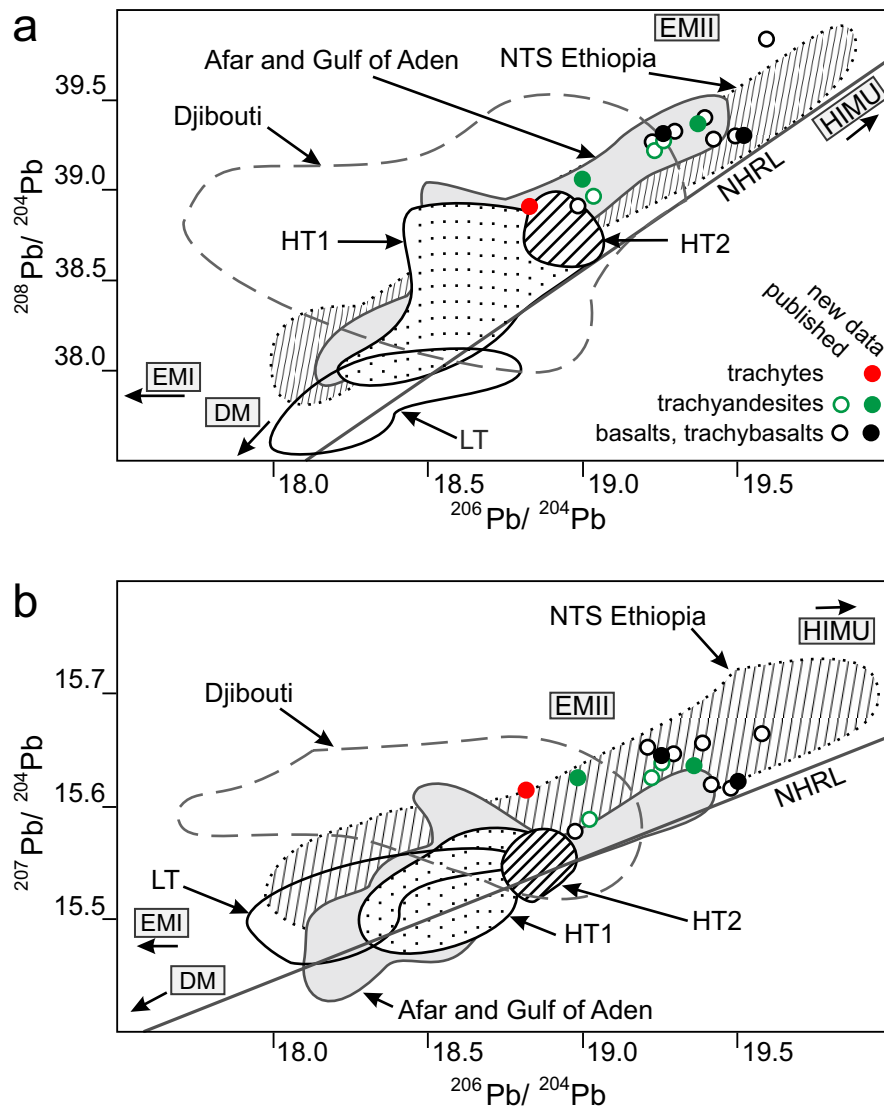 a
EMII
NTS Ethiopia
Afar and Gulf of Aden
Djibouti
HIMU
NHRL
HT1
HT2
LT
EMI
DM
39.5
39.0
38.5
38.0
208Pb/ 204Pb
new data
published
trachytes
trachyandesites
basalts, trachybasalts
18.0 18.5 19.0 19.5
206Pb/ 204Pb
b
NTS Ethiopia
HIMU
Djibouti
EMII
NHRL
LT
EMI
DM
HT2
HT1
Afar and Gulf of Aden
15.7
15.6
15.5
207Pb/ 204Pb
18.0 18.5 19.0 19.5
206Pb/ 204Pb